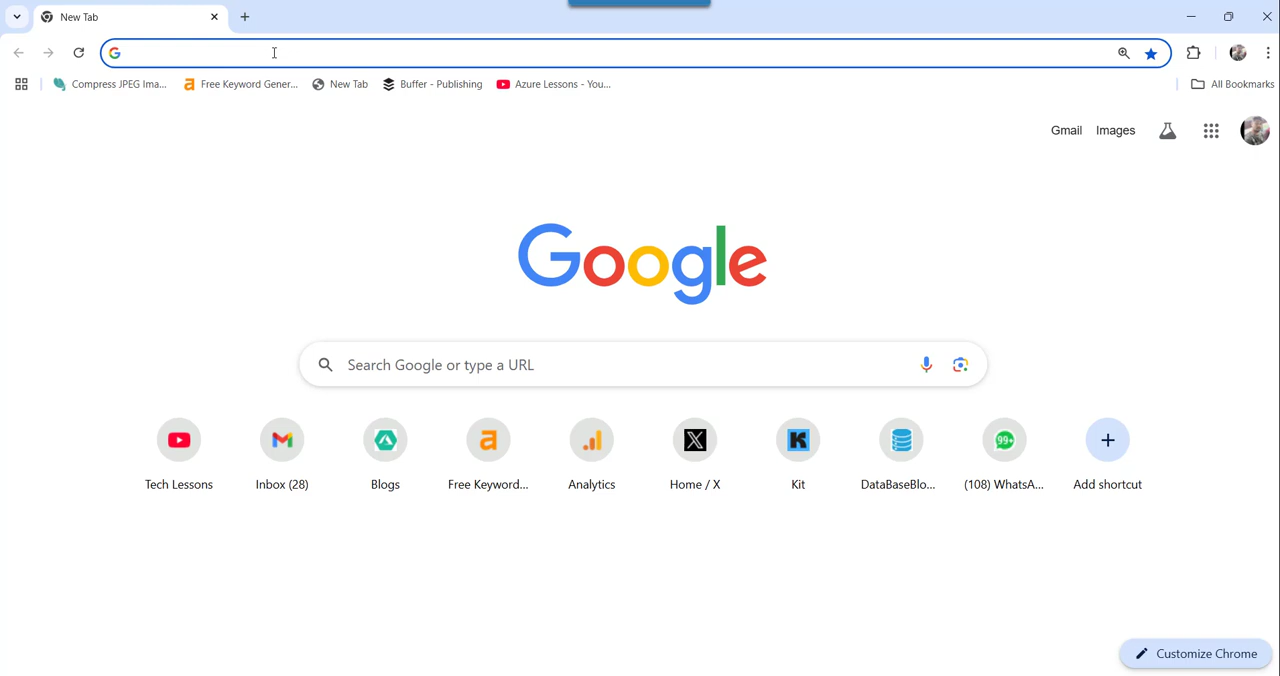 New Tab
Compress JPEG Ima...
Free Keyword Gener...
New Tab
Buffer - Publishing
Azure Lessons - You...
All Bookmarks
Gmail
Images
Google
Search Google or type a URL
Tech Lessons
Inbox (28)
Blogs
Free Keyword...
Analytics
Home / X
Kit
DataBaseBlo...
99+
(108) WhatsA...
Add shortcut
Customize Chrome